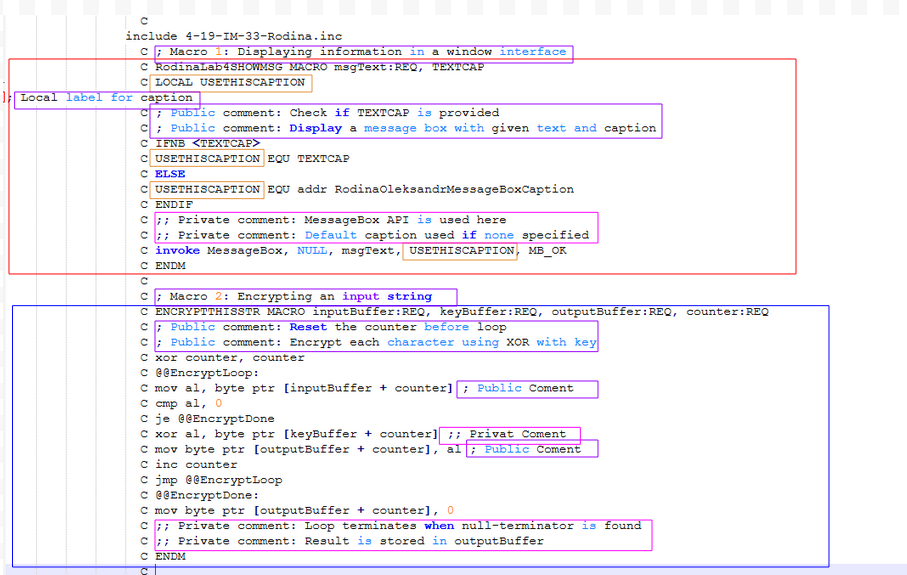 C
include 4-19-IM-33-Rodina.inc
C ; Macro 1: Displaying information in a window interface
C RodinaLab4SHOWMSG MACRO msgText:REQ, TEXTCAP
C LOCAL USETHISCAPTION
; Local label for caption
C ; Public comment: Check if TEXTCAP is provided
C ; Public comment: Display a message box with given text and caption
C IFNB <TEXTCAP>
C USETHISCAPTION EQU TEXTCAP
C ELSE
C USETHISCAPTION EQU addr RodinaOleksandrMessageBoxCaption
C ENDIF
C ;; Private comment: MessageBox API is used here
C ;; Private comment: Default caption used if none specified
C invoke MessageBox, NULL, msgText, USETHISCAPTION, MB_OK
C ENDM
C
C ; Macro 2: Encrypting an input string
C ENCRYPTTHISSTR MACRO inputBuffer:REQ, keyBuffer:REQ, outputBuffer:REQ, counter:REQ
C ; Public comment: Reset the counter before loop
C ; Public comment: Encrypt each character using XOR with key
C xor counter, counter
C @@EncryptLoop:
C mov al, byte ptr [inputBuffer + counter] ; Public Coment
C cmp al, 0
C je @@EncryptDone
C xor al, byte ptr [keyBuffer + counter] ;; Privat Coment
C mov byte ptr [outputBuffer + counter], al ; Public Coment
C inc counter
C jmp @@EncryptLoop
C @@EncryptDone:
C mov byte ptr [outputBuffer + counter], 0
C ;; Private comment: Loop terminates when null-terminator is found
C ;; Private comment: Result is stored in outputBuffer
C ENDM
C